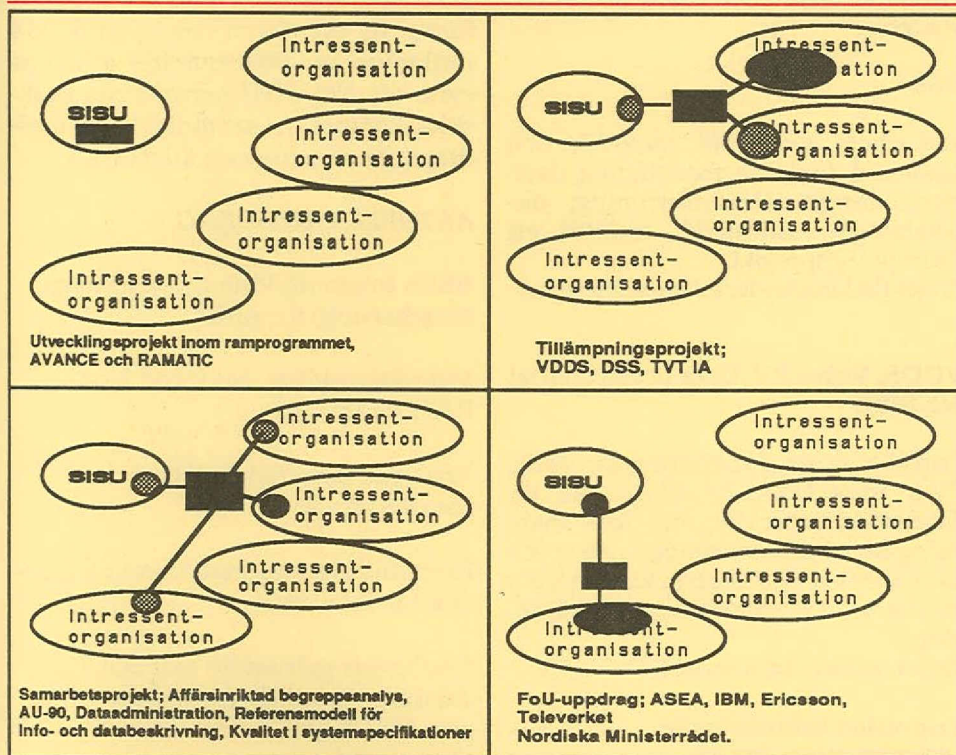 Intressent-
organisation
SISU
Intressent-
organisation
Intressent-
organisation
Intressent-
organisation
Utvecklingsprojekt inom ramprogrammet,
AVANCE och RAMATIC
Intressent-
ation
SISU
Intressent-
organisation
Intressent-
organisation
Intressent-
organisation
Tillämpningsprojekt;
VDDS, DSS, TVT IA
Intressent-
organisation
SISU
Intressent-
organisation
Intressent-
organisation
Intressent-
organisation
Samarbetsprojekt; Affärsinriktad begreppsanalys,
AU-90, Dataadministration, Referensmodell för
Info- och databeskrivning, Kvalitet i systemspecifikationer
Intressent-
organisation
SISU
Intressent-
organisation
Intressent-
organisation
Intressent-
organisation
FoU-uppdrag; ASEA, IBM, Ericsson,
Televerket
Nordiska Ministerrådet.